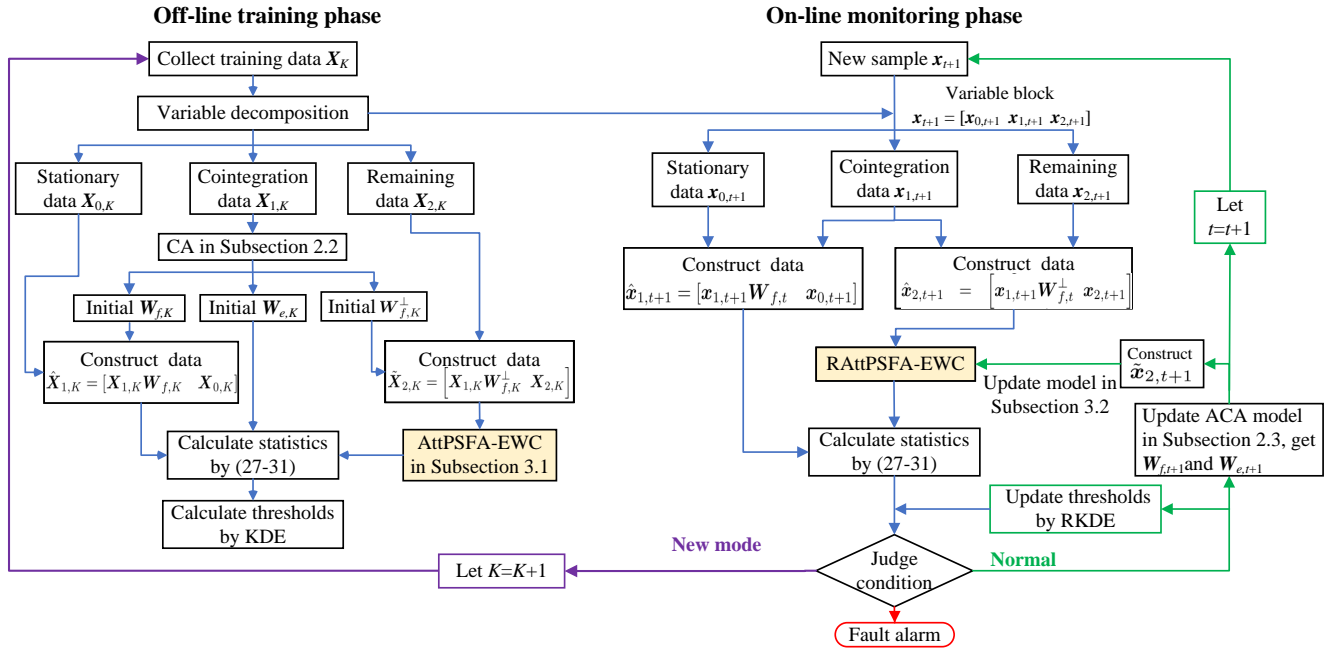 Off-line training phase
Collect training data X_K
Variable decomposition
Stationary
data X_{0,K}
Cointegration
data X_{1,K}
Remaining
data X_{2,K}
CA in Subsection 2.2
Initial W_{f,K}
Initial W_{e,K}
Initial W_{f,K}^⊥
Construct data
X̂_{1,K} = [X_{1,K}W_{f,K} X_{0,K}]
Construct data
X̃_{2,K} = [X_{1,K}W_{f,K}^⊥ X_{2,K}]
Calculate statistics
by (27-31)
AttPSFA-EWC
in Subsection 3.1
Calculate thresholds
by KDE
Let K=K+1
New mode
On-line monitoring phase
New sample x_{t+1}
Variable block
x_{t+1} = [x_{0,t+1} x_{1,t+1} x_{2,t+1}]
Stationary
data x_{0,t+1}
Cointegration
data x_{1,t+1}
Remaining
data x_{2,t+1}
Construct data
x̂_{1,t+1} = [x_{1,t+1}W_{f,t} x_{0,t+1}]
Construct data
x̂_{2,t+1} = [x_{1,t+1}W_{f,t}^⊥ x_{2,t+1}]
RAttPSFA-EWC
Update model in
Subsection 3.2
Construct
x̃_{2,t+1}
Let
t=t+1
Calculate statistics
by (27-31)
Update ACA model
in Subsection 2.3, get
W_{f,t+1} and W_{e,t+1}
Update thresholds
by RKDE
Judge
condition
Normal
Fault alarm